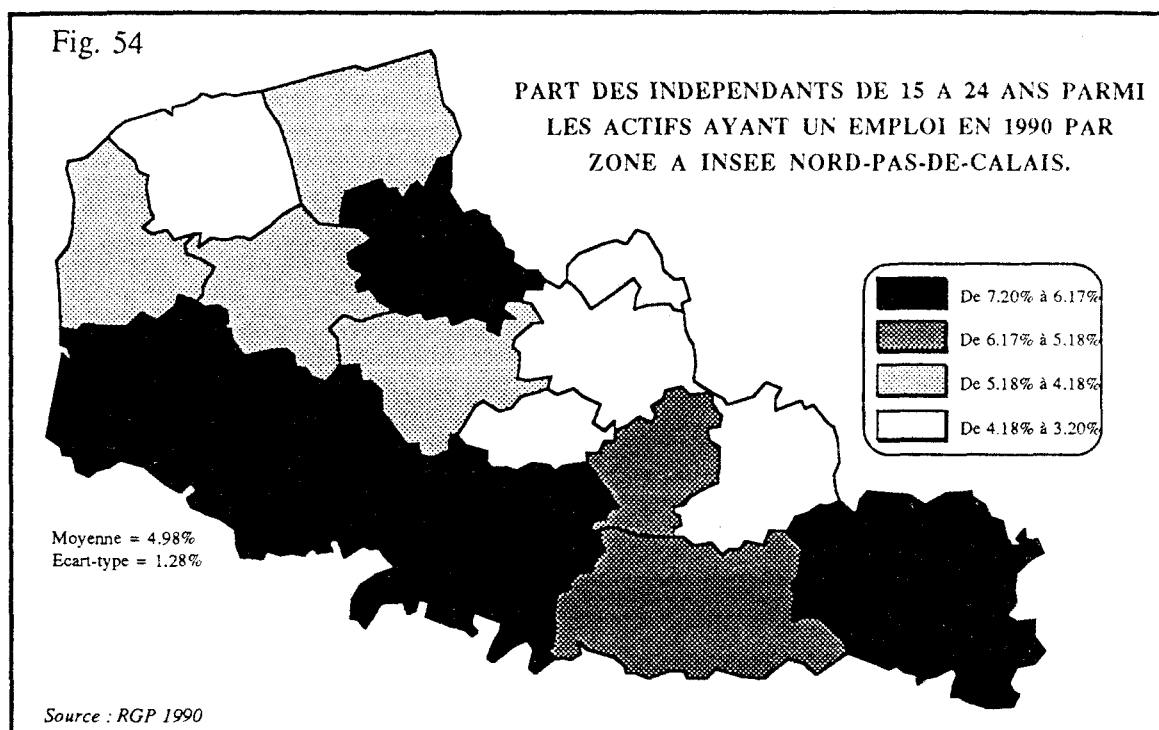 Fig. 54
PART DES INDEPENDANTS DE 15 A 24 ANS PARMI
LES ACTIFS AYANT UN EMPLOI EN 1990 PAR
ZONE A INSEE NORD-PAS-DE-CALAIS.
De 7.20% à 6.17%
De 6.17% à 5.18%
De 5.18% à 4.18%
De 4.18% à 3.20%
Moyenne = 4.98%
Ecart-type = 1.28%
Source : RGP 1990